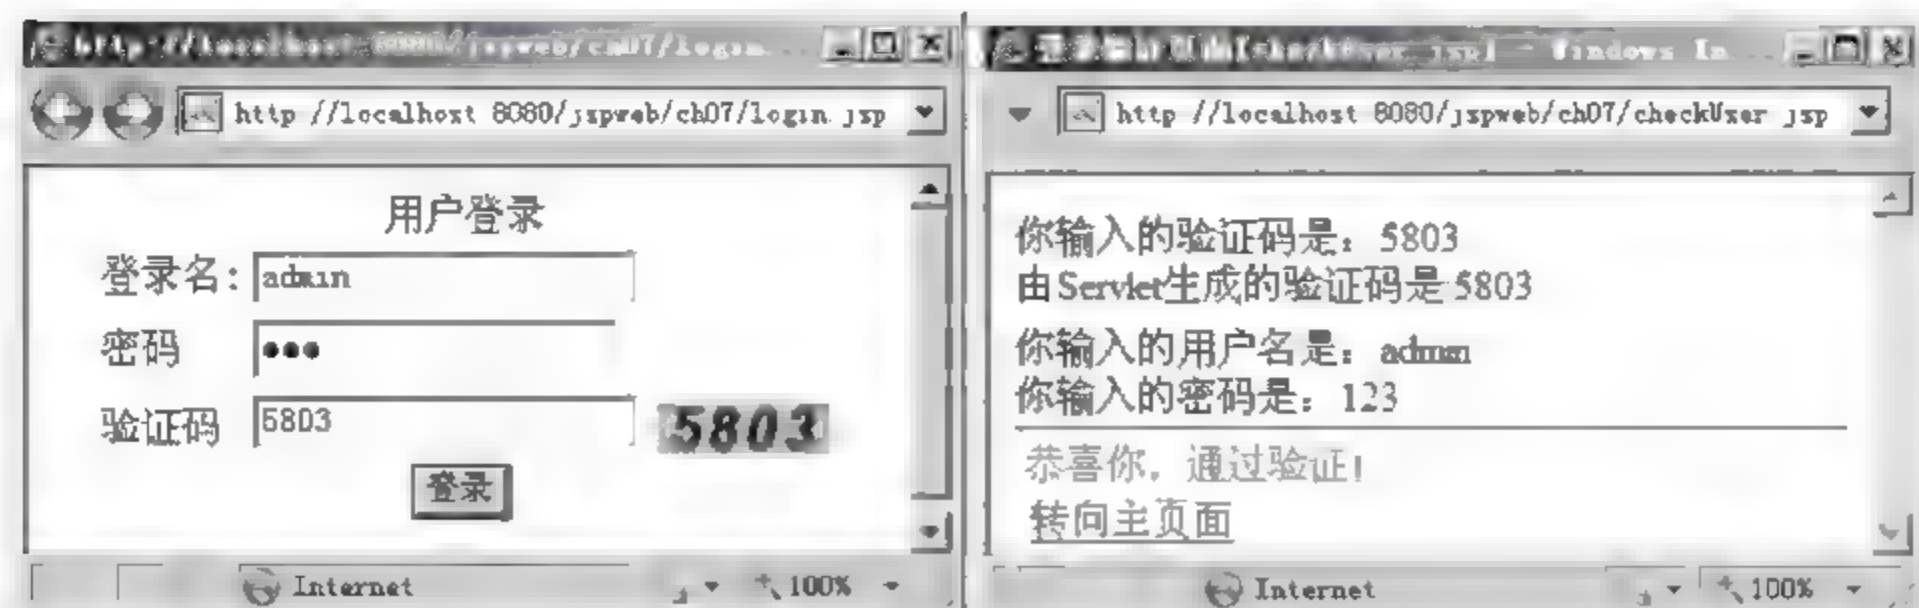 http //localhost 8080/jspweb/ch07/login jsp
用户登录
登录名：admin
密码
验证码 5803 5803
登录
Internet 100%
http //localhost 8080/jspweb/ch07/checkUser jsp
你输入的验证码是：5803
由Servlet生成的验证码是5803
你输入的用户名是：admin
你输入的密码是：123
恭喜你，通过验证！
转向主页面
Internet 100%